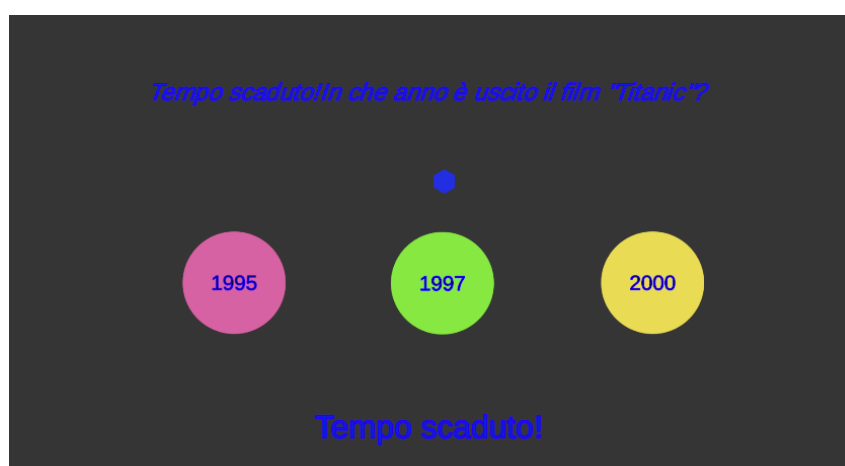 Tempo scaduto!In che anno è uscito il film "Titanic"?
1995
1997
2000
Tempo scaduto!